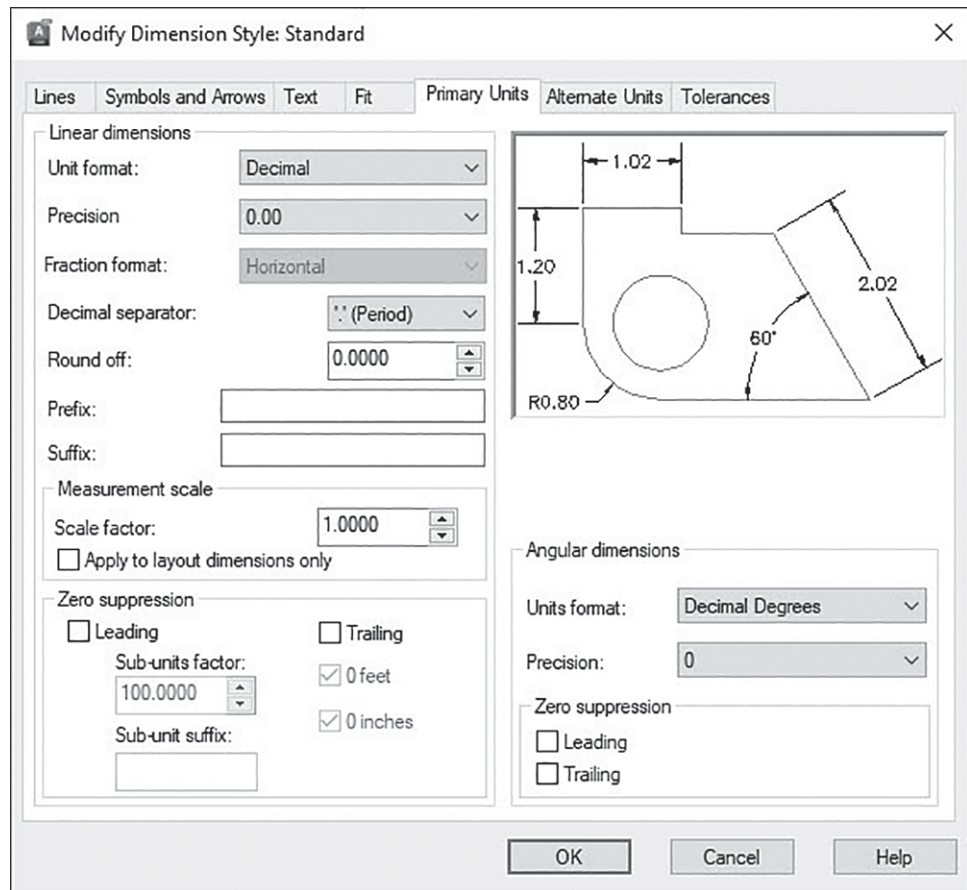 Modify Dimension Style: Standard
Lines
Symbols and Arrows
Text
Fit
Primary Units
Alternate Units
Tolerances
Linear dimensions
Unit format:
Decimal
Precision
0.00
Fraction format:
Horizontal
Decimal separator:
'.' (Period)
Round off:
0.0000
Prefix:
Suffix:
Measurement scale
Scale factor:
1.0000
Apply to layout dimensions only
Zero suppression
Leading
Trailing
Sub-units factor:
100.0000
0 feet
0 inches
Sub-unit suffix:
1.02
1.20
2.02
60°
R0.80
Angular dimensions
Units format:
Decimal Degrees
Precision:
0
Zero suppression
Leading
Trailing
OK
Cancel
Help